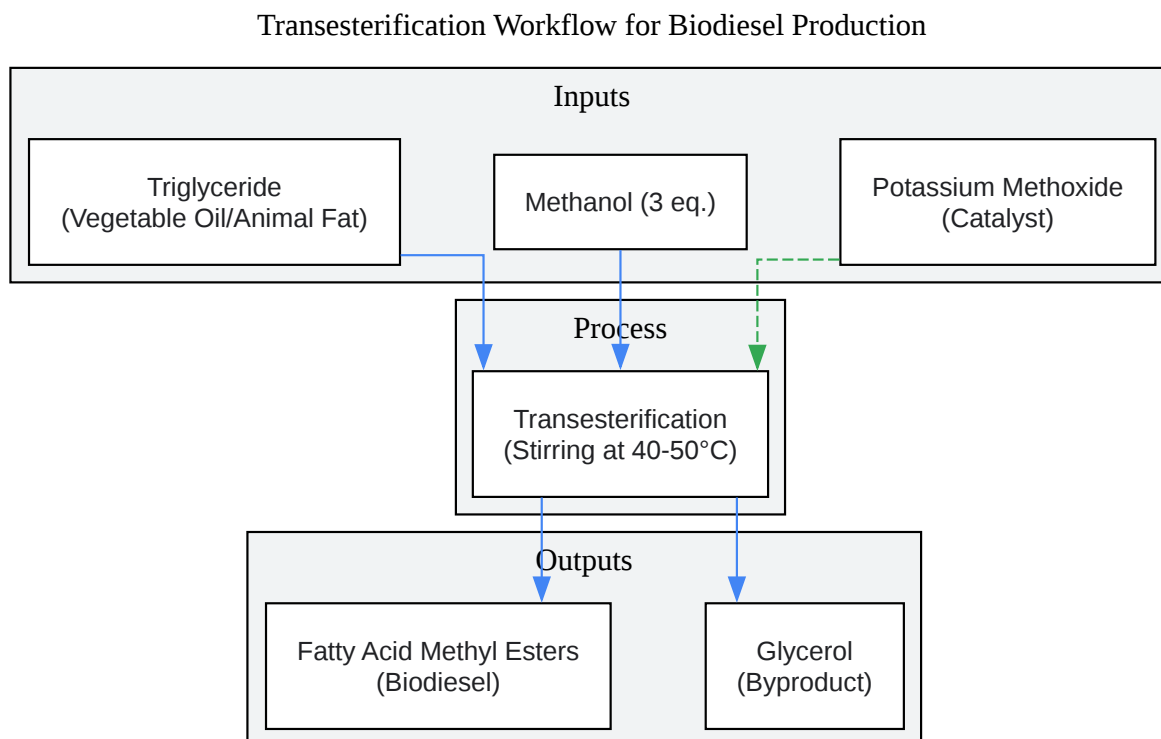 Transesterification Workflow for Biodiesel Production
Inputs
Triglyceride
(Vegetable Oil/Animal Fat)
Methanol (3 eq.)
Potassium Methoxide
(Catalyst)
Process
Transesterification
(Stirring at 40-50°C)
Outputs
Fatty Acid Methyl Esters
(Biodiesel)
Glycerol
(Byproduct)